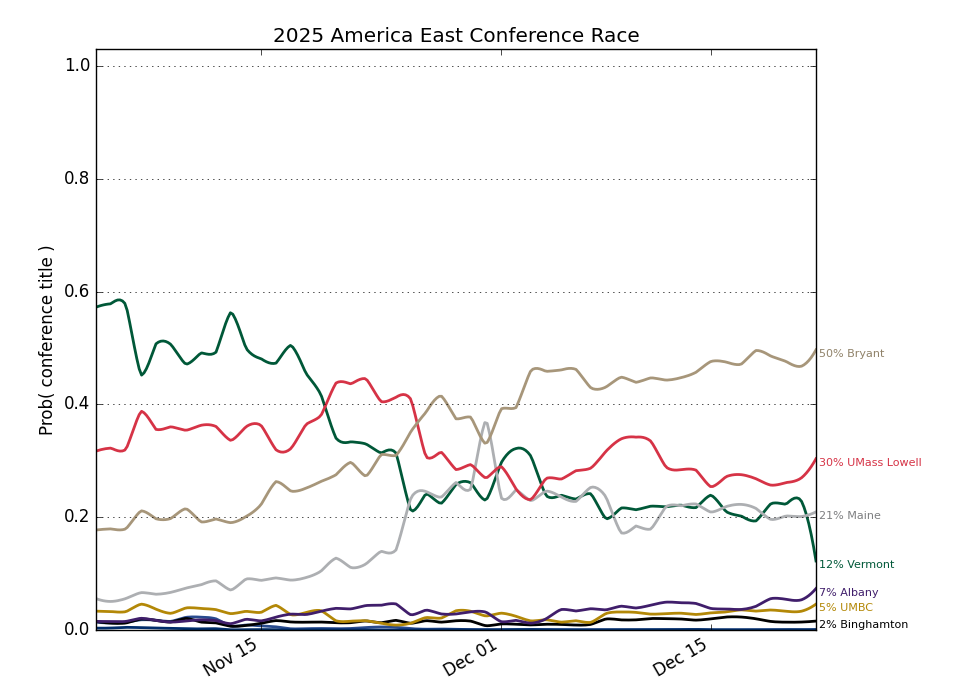 2025 America East Conference Race
Prob( conference title )
1.0
0.8
0.6
0.4
0.2
0.0
Nov 15
Dec 01
Dec 15
50% Bryant
30% UMass Lowell
21% Maine
12% Vermont
7% Albany
5% UMBC
2% Binghamton